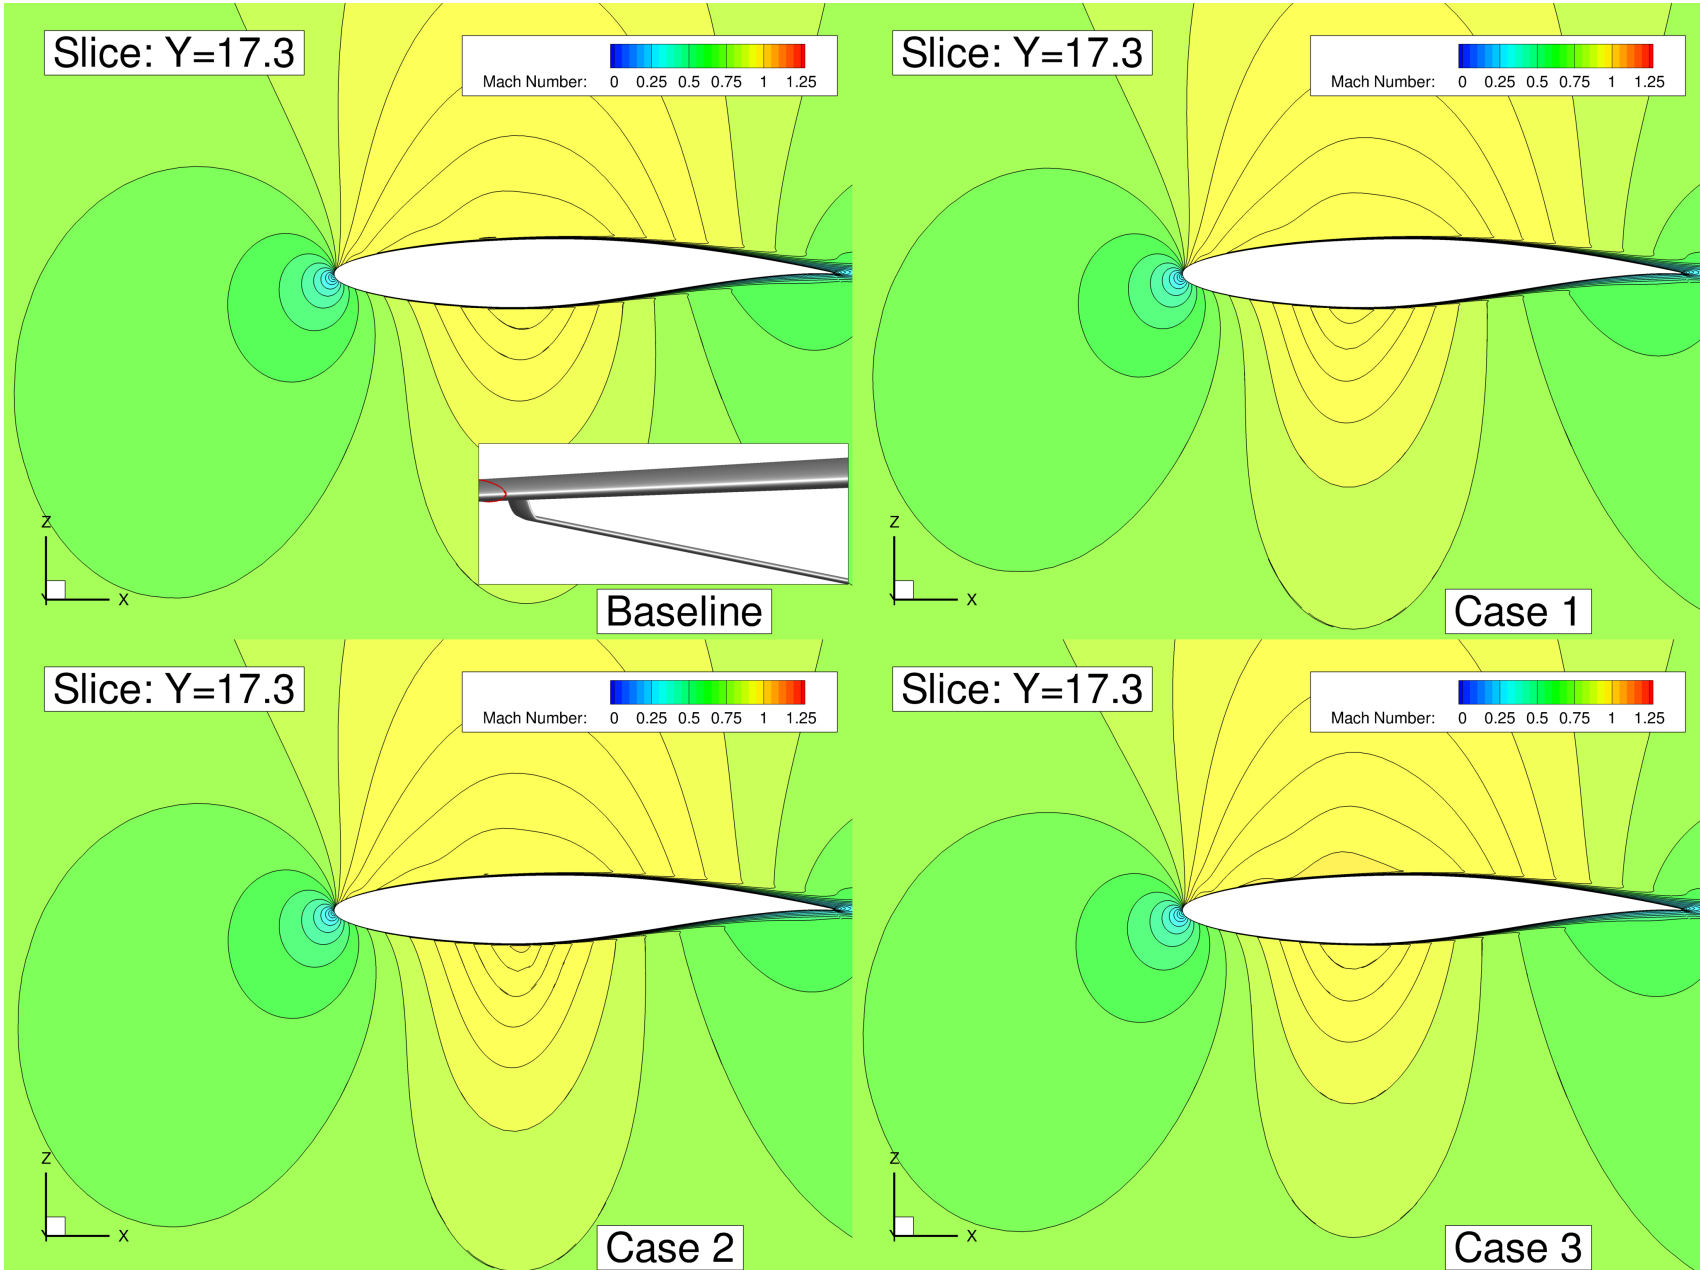 Slice: Y=17.3
Mach Number: 0 0.25 0.5 0.75 1 1.25
Z
Y
X
Baseline
Slice: Y=17.3
Mach Number: 0 0.25 0.5 0.75 1 1.25
Z
Y
X
Case 1
Slice: Y=17.3
Mach Number: 0 0.25 0.5 0.75 1 1.25
Z
Y
X
Case 2
Slice: Y=17.3
Mach Number: 0 0.25 0.5 0.75 1 1.25
Z
Y
X
Case 3